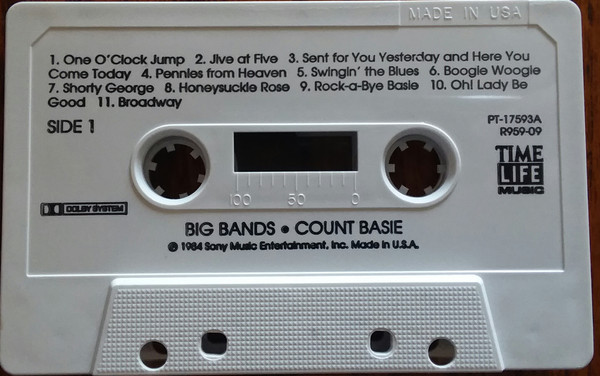 MADE IN USA
1. One O'Clock Jump 2. Jive at Five 3. Sent for You Yesterday and Here You
Come Today 4. Pennies from Heaven 5. Swingin' the Blues 6. Boogie Woogie
7. Shorty George 8. Honeysuckle Rose 9. Rock-a-Bye Basie 10. Oh! Lady Be
Good 11. Broadway
SIDE 1
PT-17593A
R959-09
TIME
LIFE
MUSIC
100 50 0
DOLBY SYSTEM
BIG BANDS • COUNT BASIE
℗ 1984 Sony Music Entertainment, Inc. Made in U.S.A.